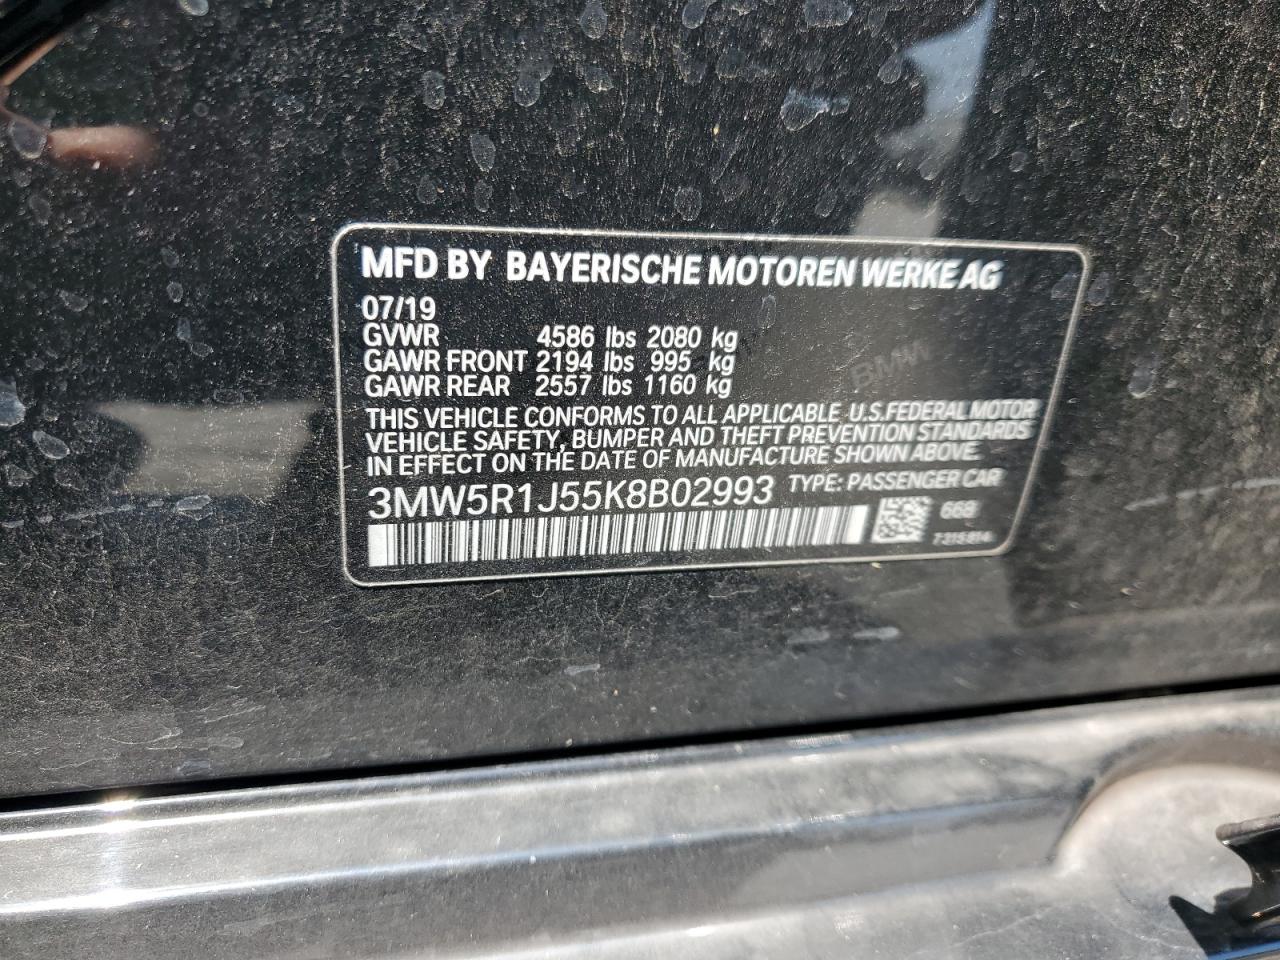 MFD BY BAYERISCHE MOTOREN WERKE AG
07/19
GVWR 4586 lbs 2080 kg
GAWR FRONT 2194 lbs 995 kg
GAWR REAR 2557 lbs 1160 kg
BMW
THIS VEHICLE CONFORMS TO ALL APPLICABLE U.S.FEDERAL MOTOR
VEHICLE SAFETY, BUMPER AND THEFT PREVENTION STANDARDS
IN EFFECT ON THE DATE OF MANUFACTURE SHOWN ABOVE.
3MW5R1J55K8B02993 TYPE: PASSENGER CAR
668
7315814